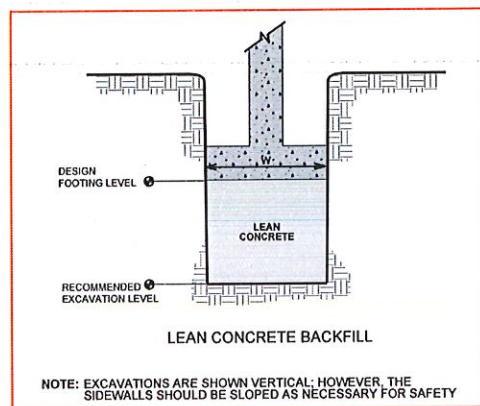 N
W
DESIGN
FOOTING LEVEL
LEAN
CONCRETE
RECOMMENDED
EXCAVATION LEVEL
LEAN CONCRETE BACKFILL
NOTE: EXCAVATIONS ARE SHOWN VERTICAL; HOWEVER, THE
SIDEWALLS SHOULD BE SLOPED AS NECESSARY FOR SAFETY